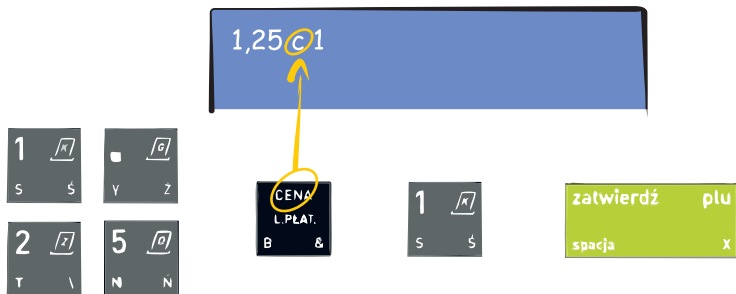 1,25 c 1
1 K
S Ś
. G
Y Ż
CENA
L.PŁAT.
B &
1 K
S Ś
zatwierdź plu
spacja X
2 Z
T \
5 O
N Ń